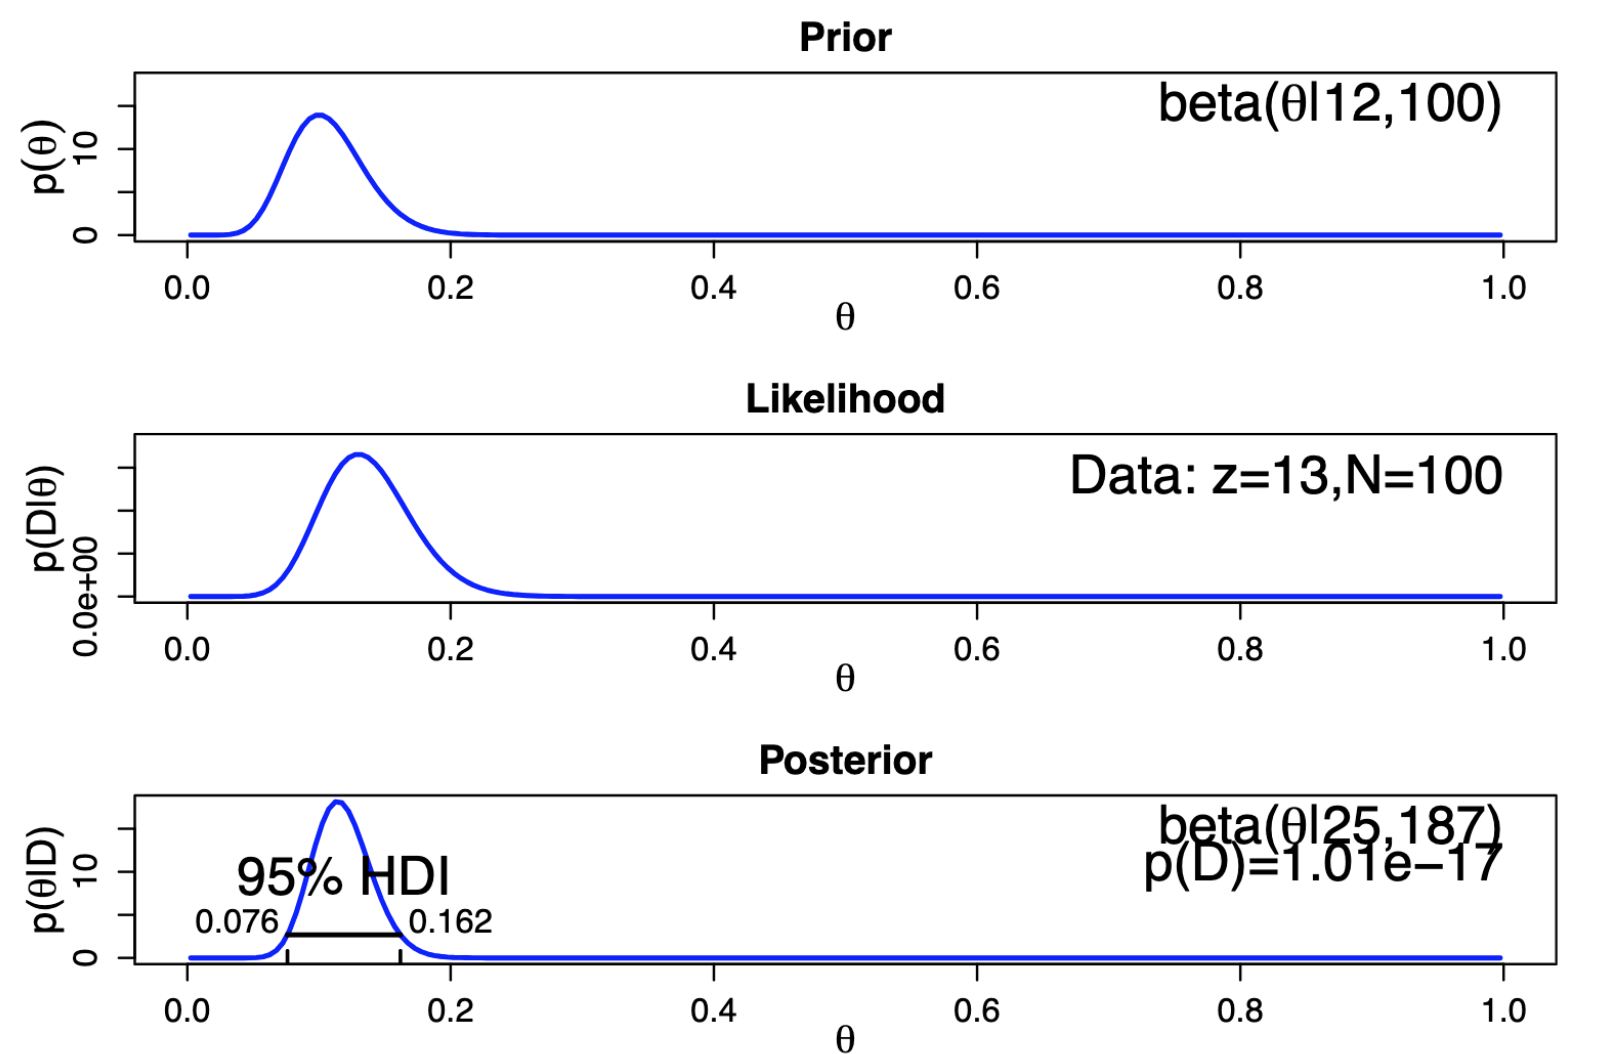 Prior
beta(θ|12,100)
p(θ)
0 10
0.0 0.2 0.4 0.6 0.8 1.0
θ
Likelihood
Data: z=13,N=100
p(D|θ)
0.0e+00
0.0 0.2 0.4 0.6 0.8 1.0
θ
Posterior
beta(θ|25,187)
p(D)=1.01e−17
95% HDI
0.076 0.162
p(θ|D)
0 10
0.0 0.2 0.4 0.6 0.8 1.0
θ